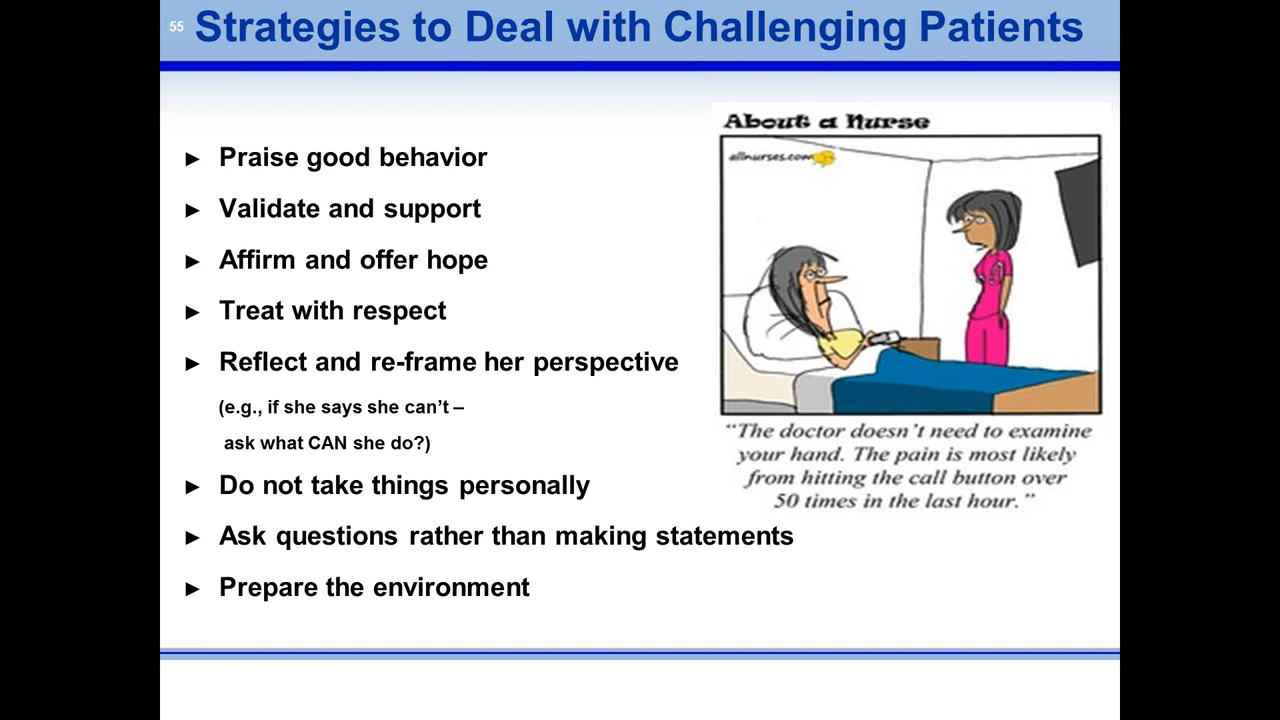 55 Strategies to Deal with Challenging Patients
► Praise good behavior
► Validate and support
► Affirm and offer hope
► Treat with respect
► Reflect and re-frame her perspective
(e.g., if she says she can’t –
ask what CAN she do?)
► Do not take things personally
► Ask questions rather than making statements
► Prepare the environment
About a Nurse
allnurses.com
“The doctor doesn’t need to examine
your hand. The pain is most likely
from hitting the call button over
50 times in the last hour.”